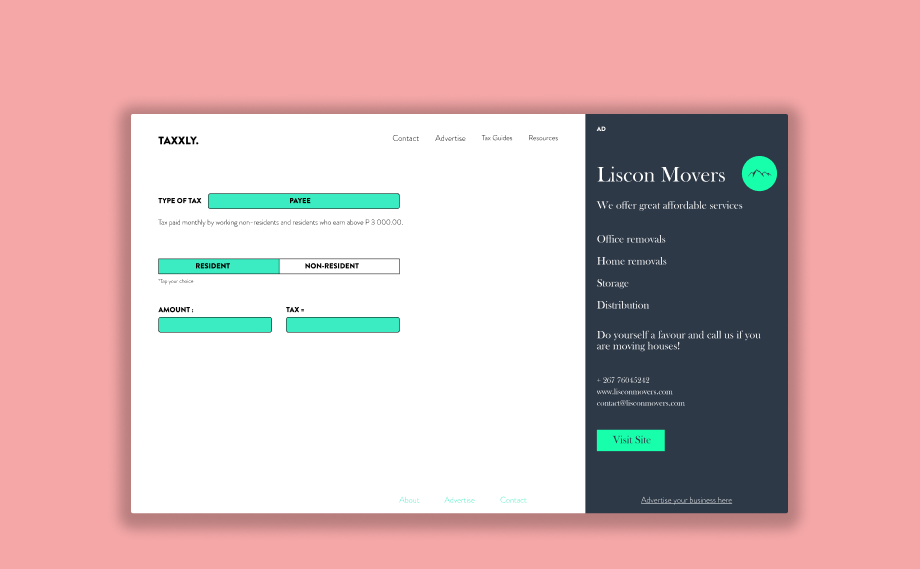 TAXXLY.
Contact Advertise Tax Guides Resources
TYPE OF TAX PAYEE
Tax paid monthly by working non-residents and residents who earn above P 3 000.00.
RESIDENT NON-RESIDENT
*Tap your choice
AMOUNT : TAX =
About Advertise Contact
AD
Liscon Movers
We offer great affordable services
Office removals
Home removals
Storage
Distribution
Do yourself a favour and call us if you
are moving houses!
+ 267 76045242
www.lisconmovers.com
contact@lisconmovers.com
Visit Site
Advertise your business here